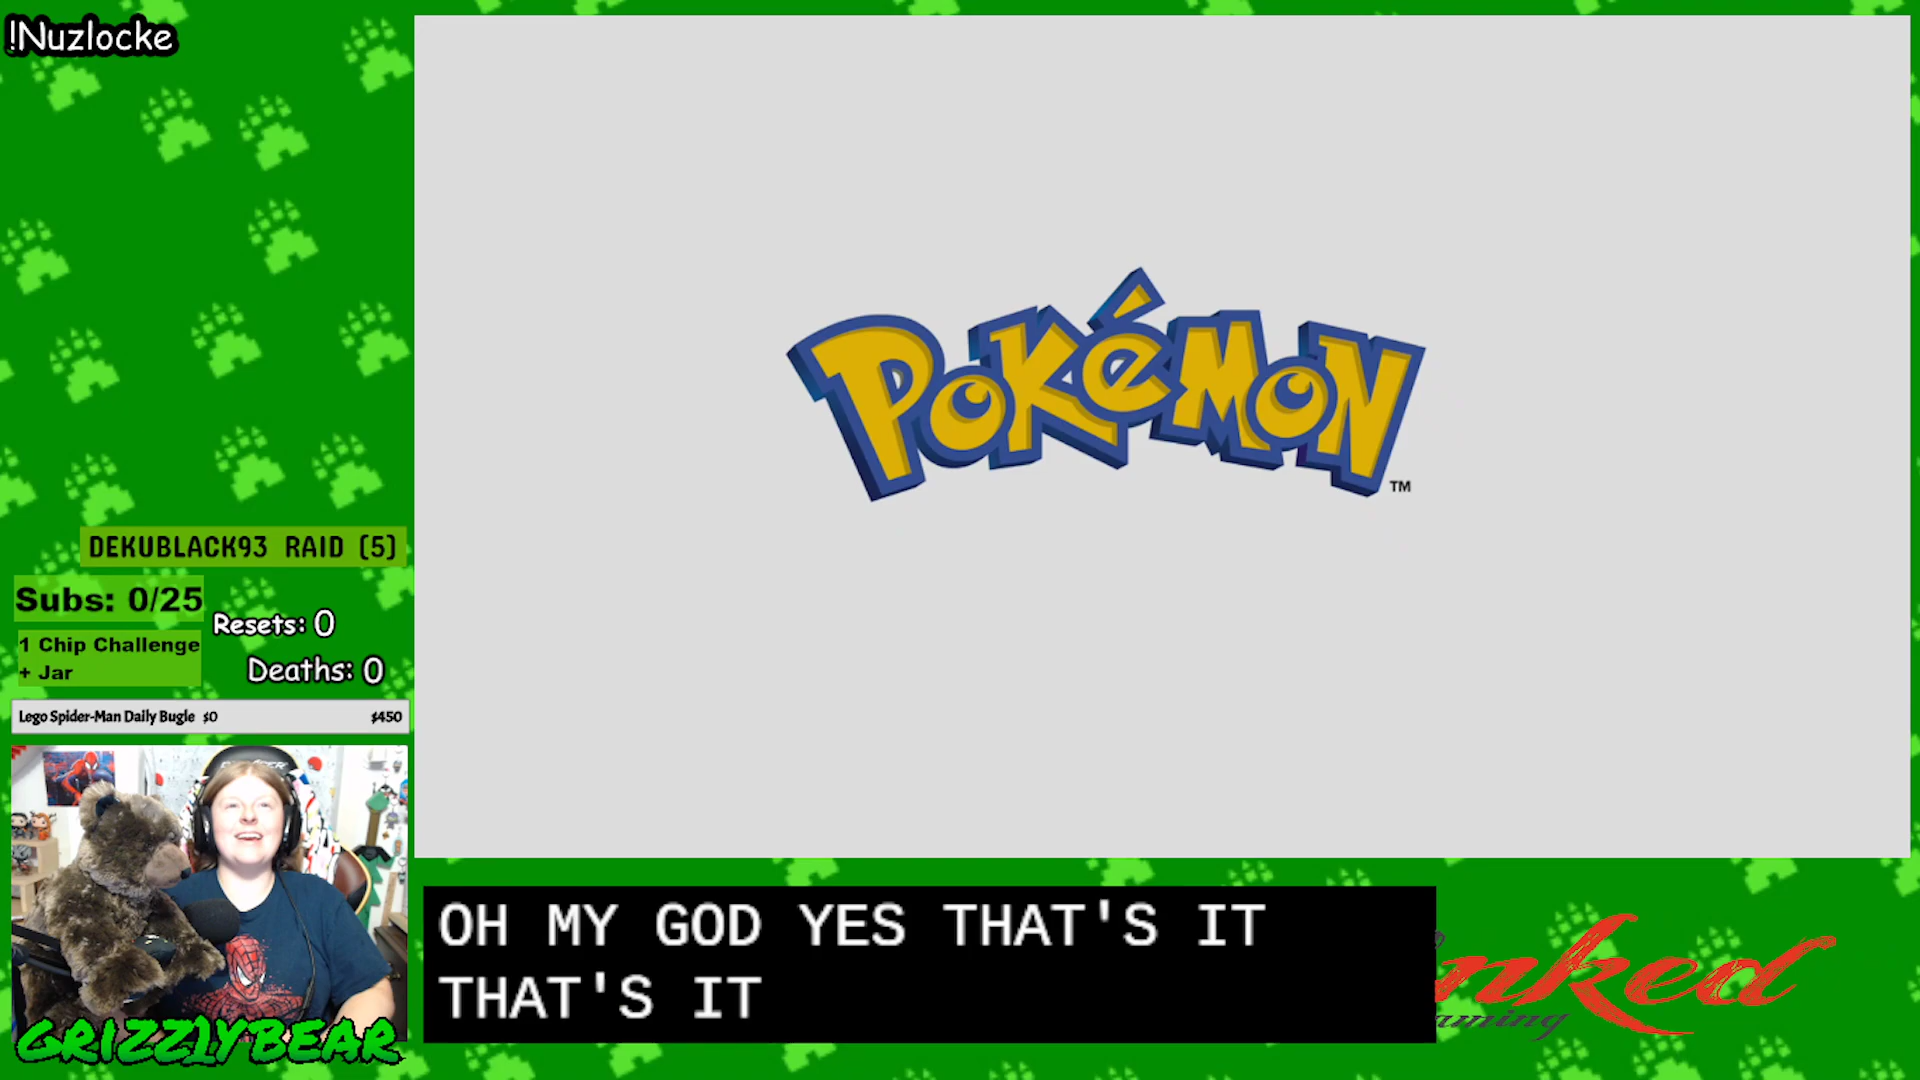 !Nuzlocke
POKéMON
TM
DEKUBLACK93 RAID (5)
Subs: 0/25
Resets: 0
1 Chip Challenge
+ Jar
Deaths: 0
Lego Spider-Man Daily Bugle $0 $450
OH MY GOD YES THAT'S IT
THAT'S IT
GRIZZLYBEAR